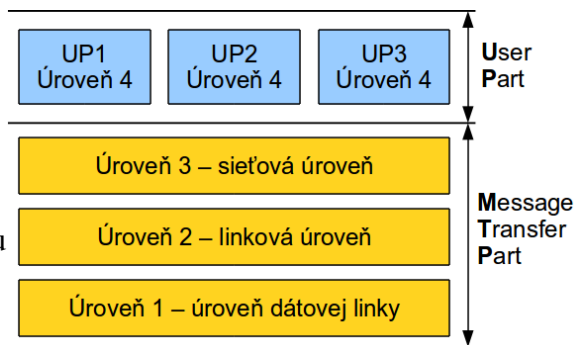 UP1
Úroveň 4
UP2
Úroveň 4
UP3
Úroveň 4
User
Part
Úroveň 3 – sieťová úroveň
Úroveň 2 – linková úroveň
Úroveň 1 – úroveň dátovej linky
Message
Transfer
Part